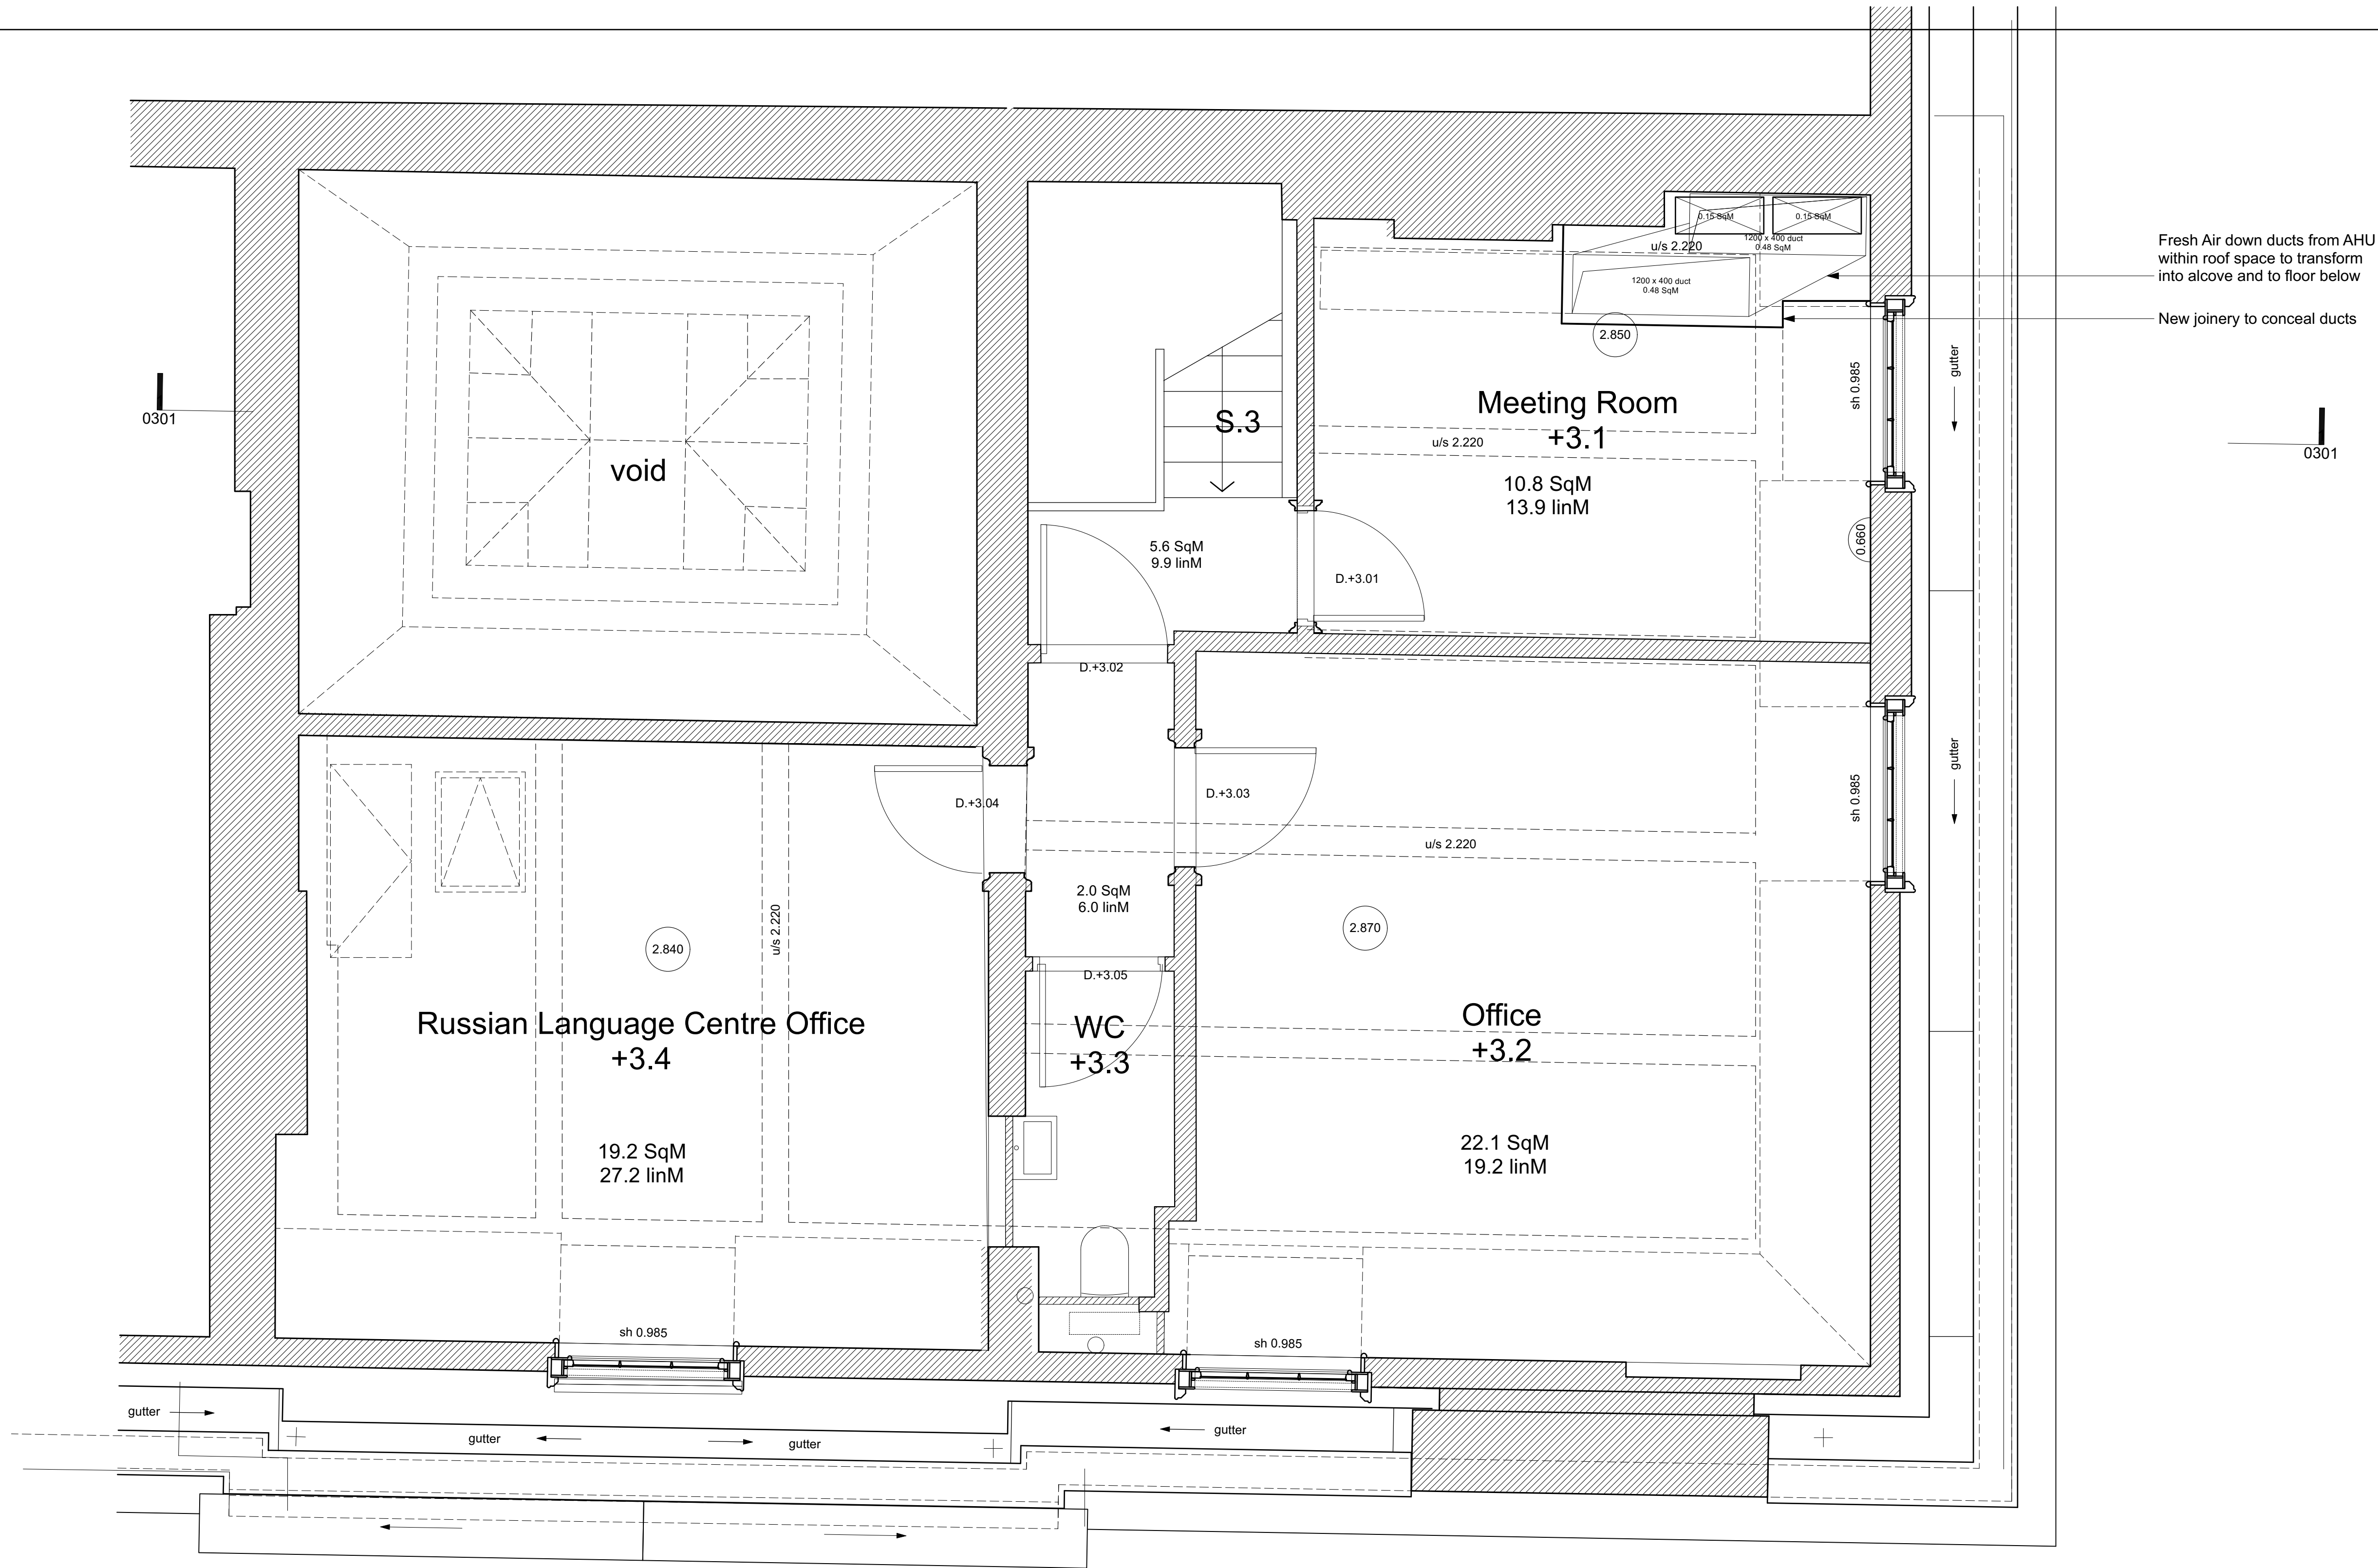 0.15 SqM
0.15 SqM
1200 x 400 duct
0.48 SqM
u/s 2.220
1200 x 400 duct
0.48 SqM
Fresh Air down ducts from AHU
within roof space to transform
into alcove and to floor below
New joinery to conceal ducts
2.850
gutter
sh 0.985
0301
0301
Meeting Room
+3.1
u/s 2.220
10.8 SqM
13.9 linM
S.3
void
0.660
5.6 SqM
9.9 linM
D.+3.01
D.+3.02
D.+3.04
D.+3.03
gutter
sh 0.985
u/s 2.220
2.0 SqM
6.0 linM
2.840
u/s 2.220
2.870
D.+3.05
Russian Language Centre Office
+3.4
WC
+3.3
Office
+3.2
19.2 SqM
27.2 linM
22.1 SqM
19.2 linM
sh 0.985
sh 0.985
gutter
gutter
gutter
gutter